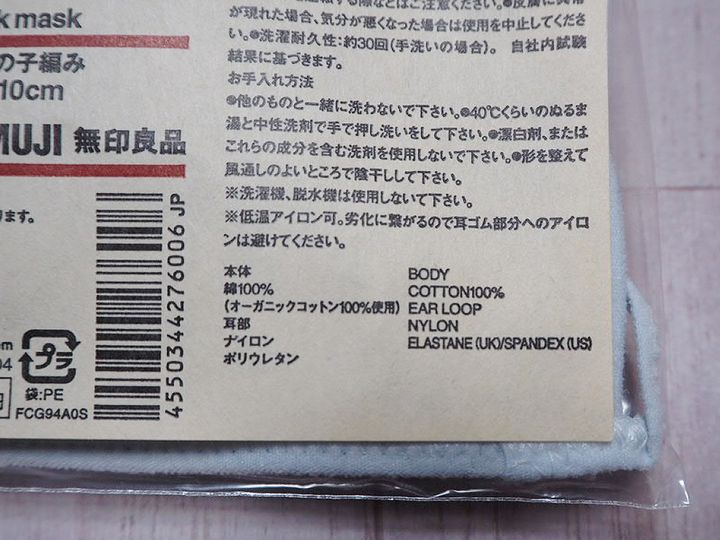 k mask
の子編み
10cm
MUJI 無印良品
が現れた場合、気分が悪くなった場合は使用を中止してくださ
い。●洗濯耐久性:約30回(手洗いの場合)。 自社内試験
結果に基づきます。
お手入れ方法
●他のものと一緒に洗わないで下さい。●40℃くらいのぬるま
湯と中性洗剤で手で押し洗いをして下さい。●漂白剤、または
これらの成分を含む洗剤を使用しないで下さい。●形を整えて
風通しのよいところで陰干しして下さい。
※洗濯機、脱水機は使用しないで下さい。
※低温アイロン可。劣化に繋がるので耳ゴム部分へのアイロ
ンは避けてください。
ります。
4550344276006 JP
本体 BODY
綿100% COTTON100%
(オーガニックコットン100%使用) EAR LOOP
耳部 NYLON
ナイロン ELASTANE (UK)/SPANDEX (US)
ポリウレタン
em
04
プラ
袋:PE
円
FCG94A0S